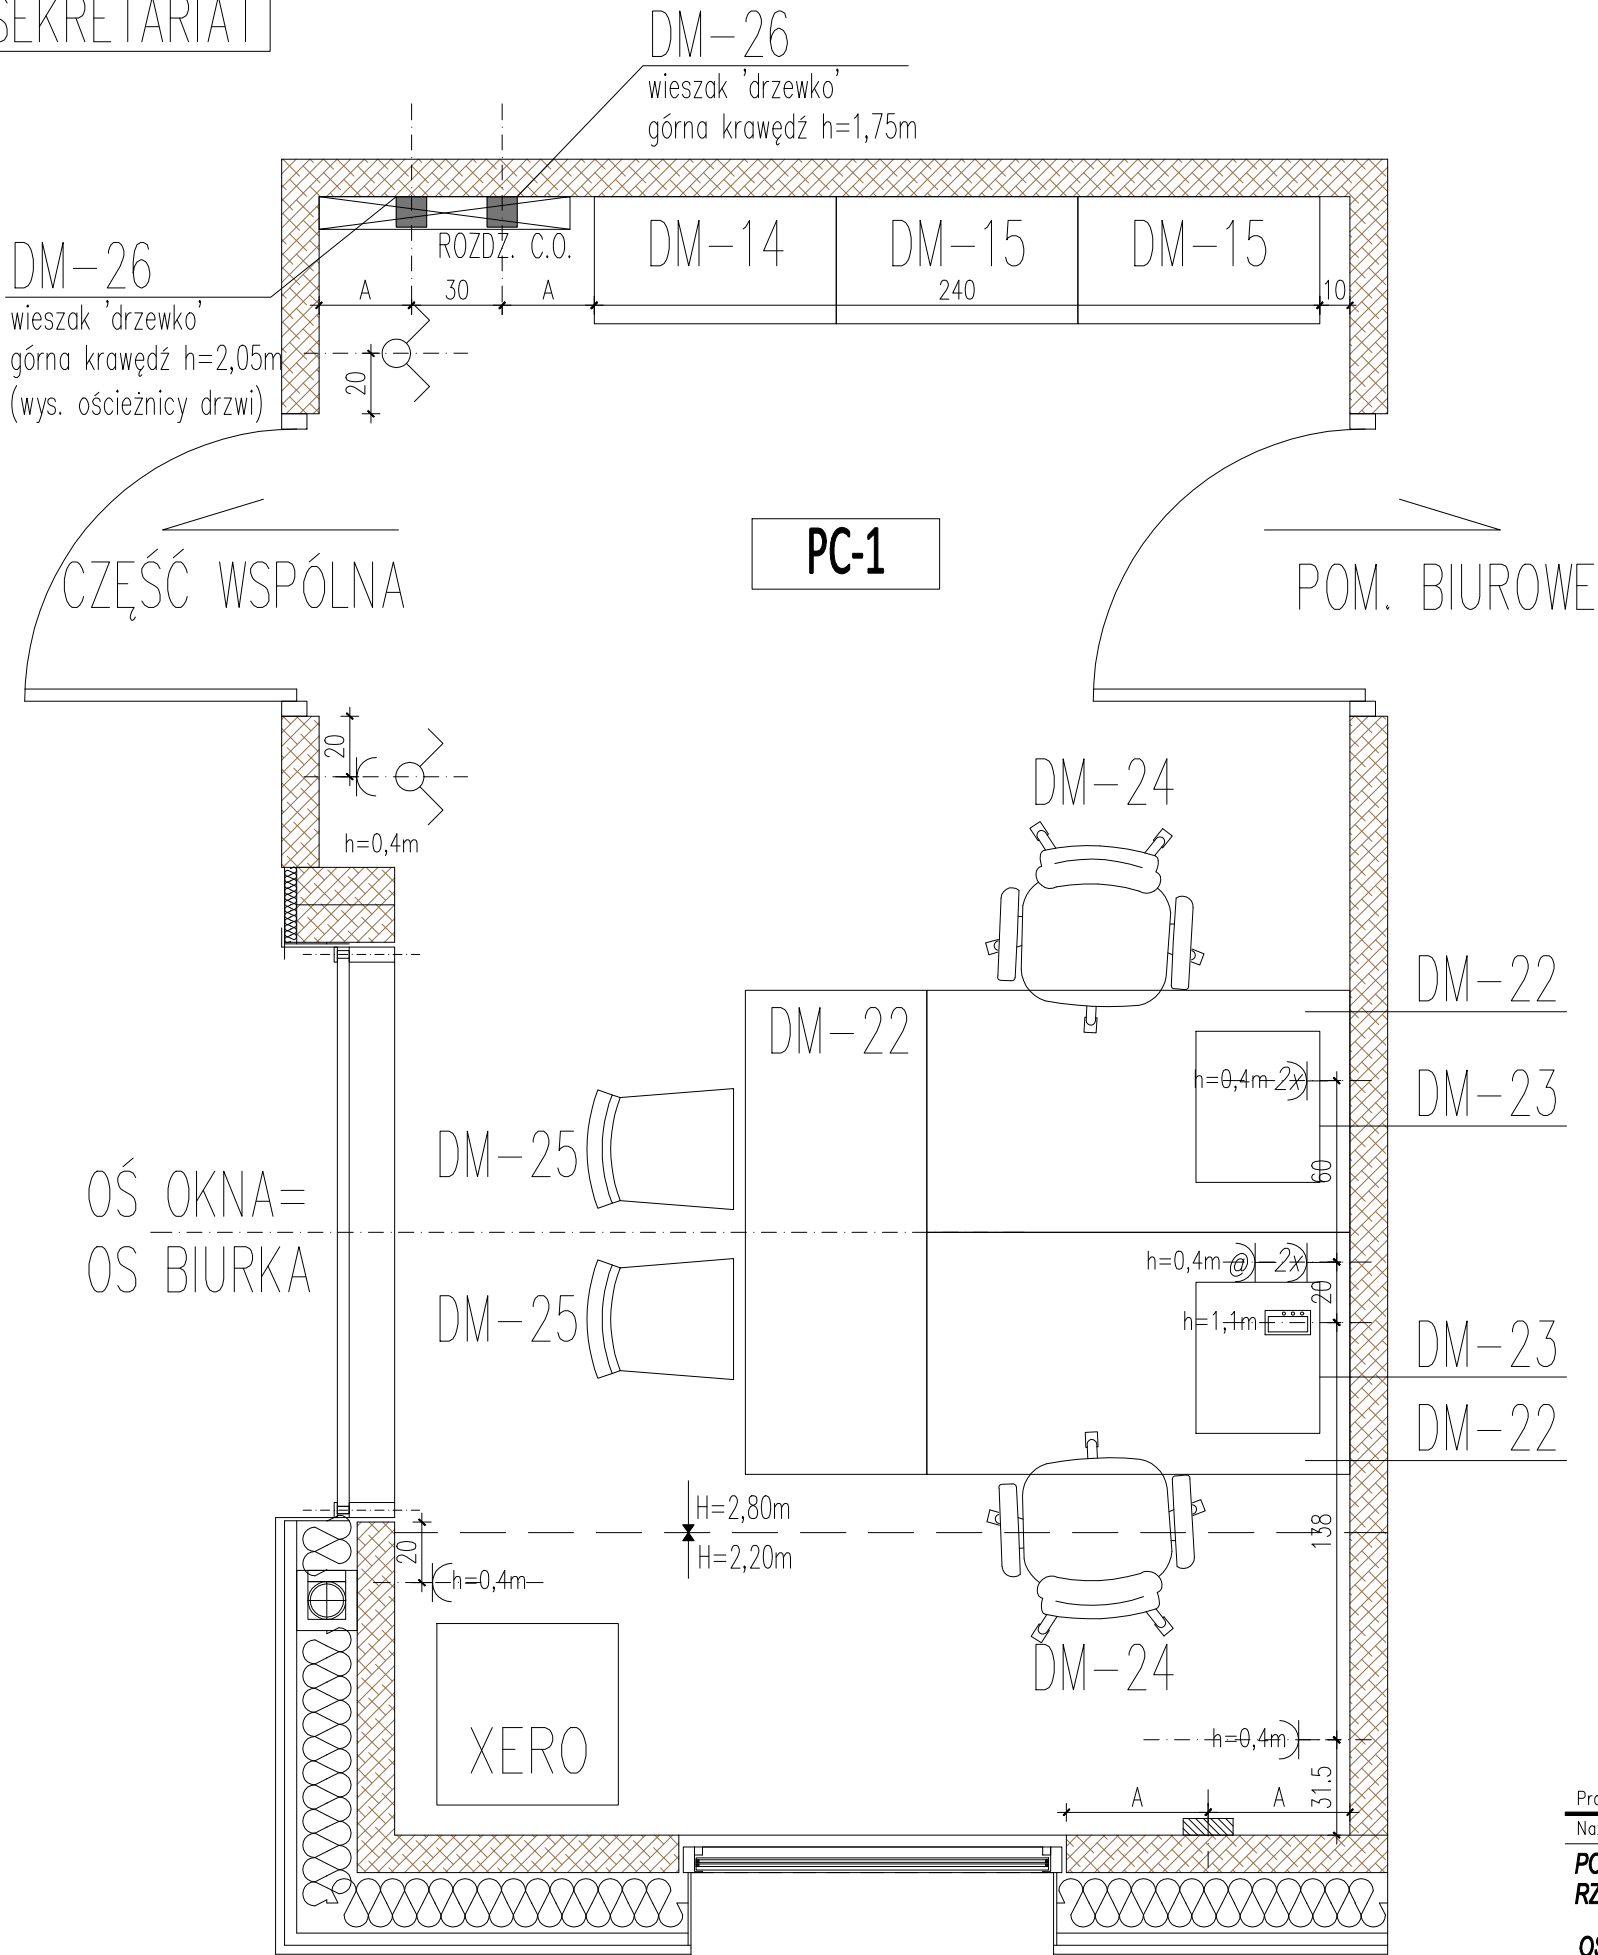 SEKRETARIAT
DM-26
wieszak 'drzewko'
górna krawędź h=1,75m
DM-26
wieszak 'drzewko'
górna krawędź h=2,05m
(wys. ościeżnicy drzwi)
ROZDZ. C.O.
DM-14
DM-15
DM-15
A
30
A
240
10
20
PC-1
CZĘŚĆ WSPÓLNA
POM. BIUROWE
20
h=0,4m
DM-24
DM-22
DM-22
h=0,4m
2x
DM-23
DM-25
60
OŚ OKNA=
OS BIURKA
h=0,4m
@
2x
20
DM-25
h=1,1m
DM-23
DM-22
H=2,80m
H=2,20m
138
20
h=0,4m
DM-24
XERO
h=0,4m
31.5
A
A